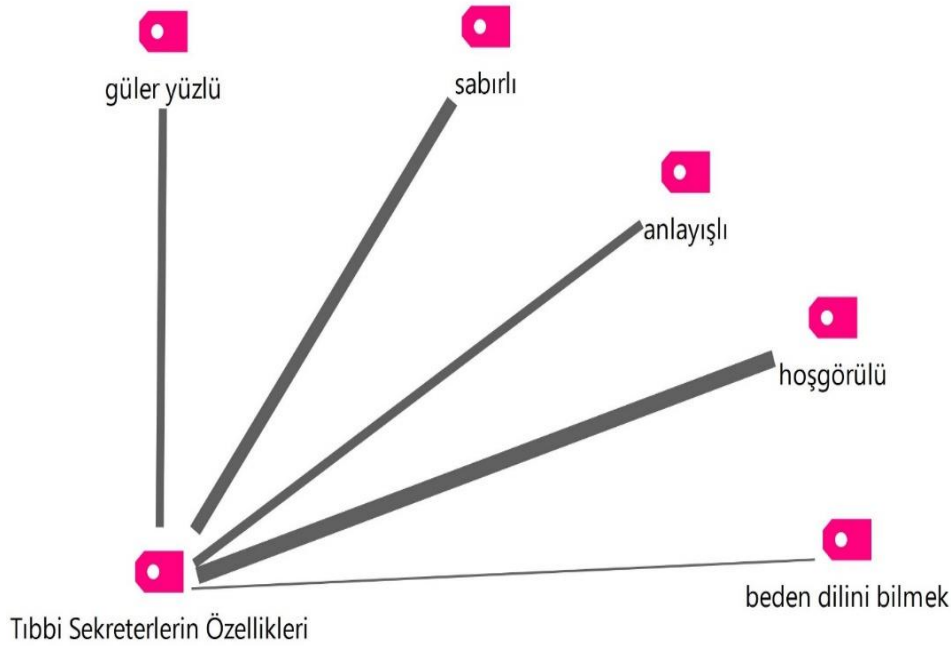 güler yüzlü
sabırlı
anlayışlı
hoşgörülü
beden dilini bilmek
Tıbbi Sekreterlerin Özellikleri